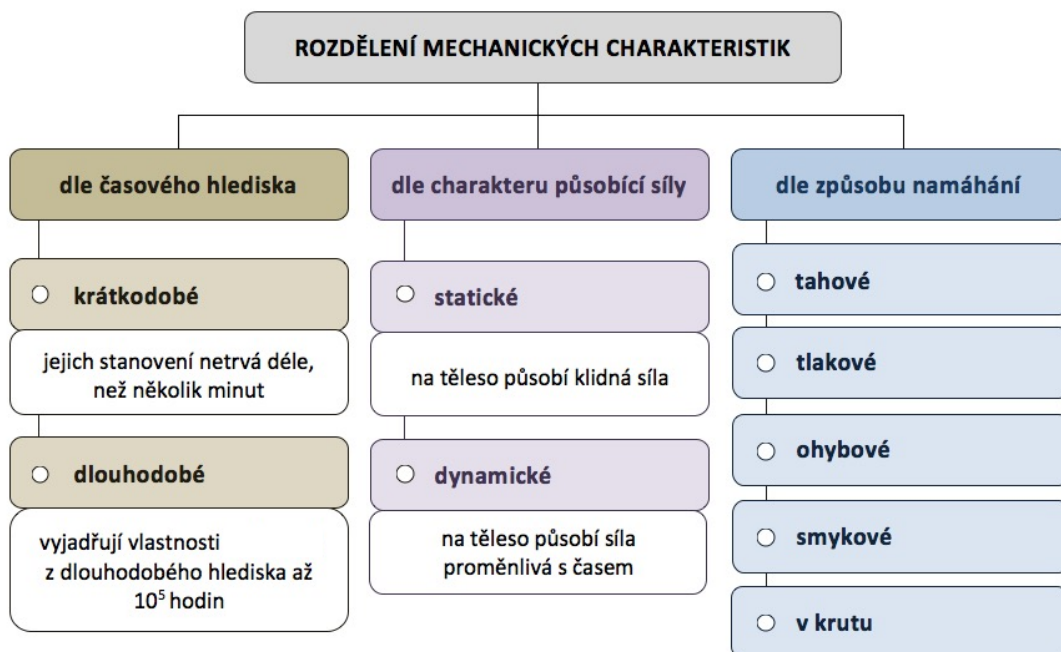 ROZDĚLENÍ MECHANICKÝCH CHARAKTERISTIK
dle časového hlediska
krátkodobé
jejich stanovení netrvá déle,
než několik minut
dlouhodobé
vyjadřují vlastnosti
z dlouhodobého hlediska až
10⁵ hodin
dle charakteru působící síly
statické
na těleso působí klidná síla
dynamické
na těleso působí síla
proměnlivá s časem
dle způsobu namáhání
tahové
tlakové
ohybové
smykové
v krutu